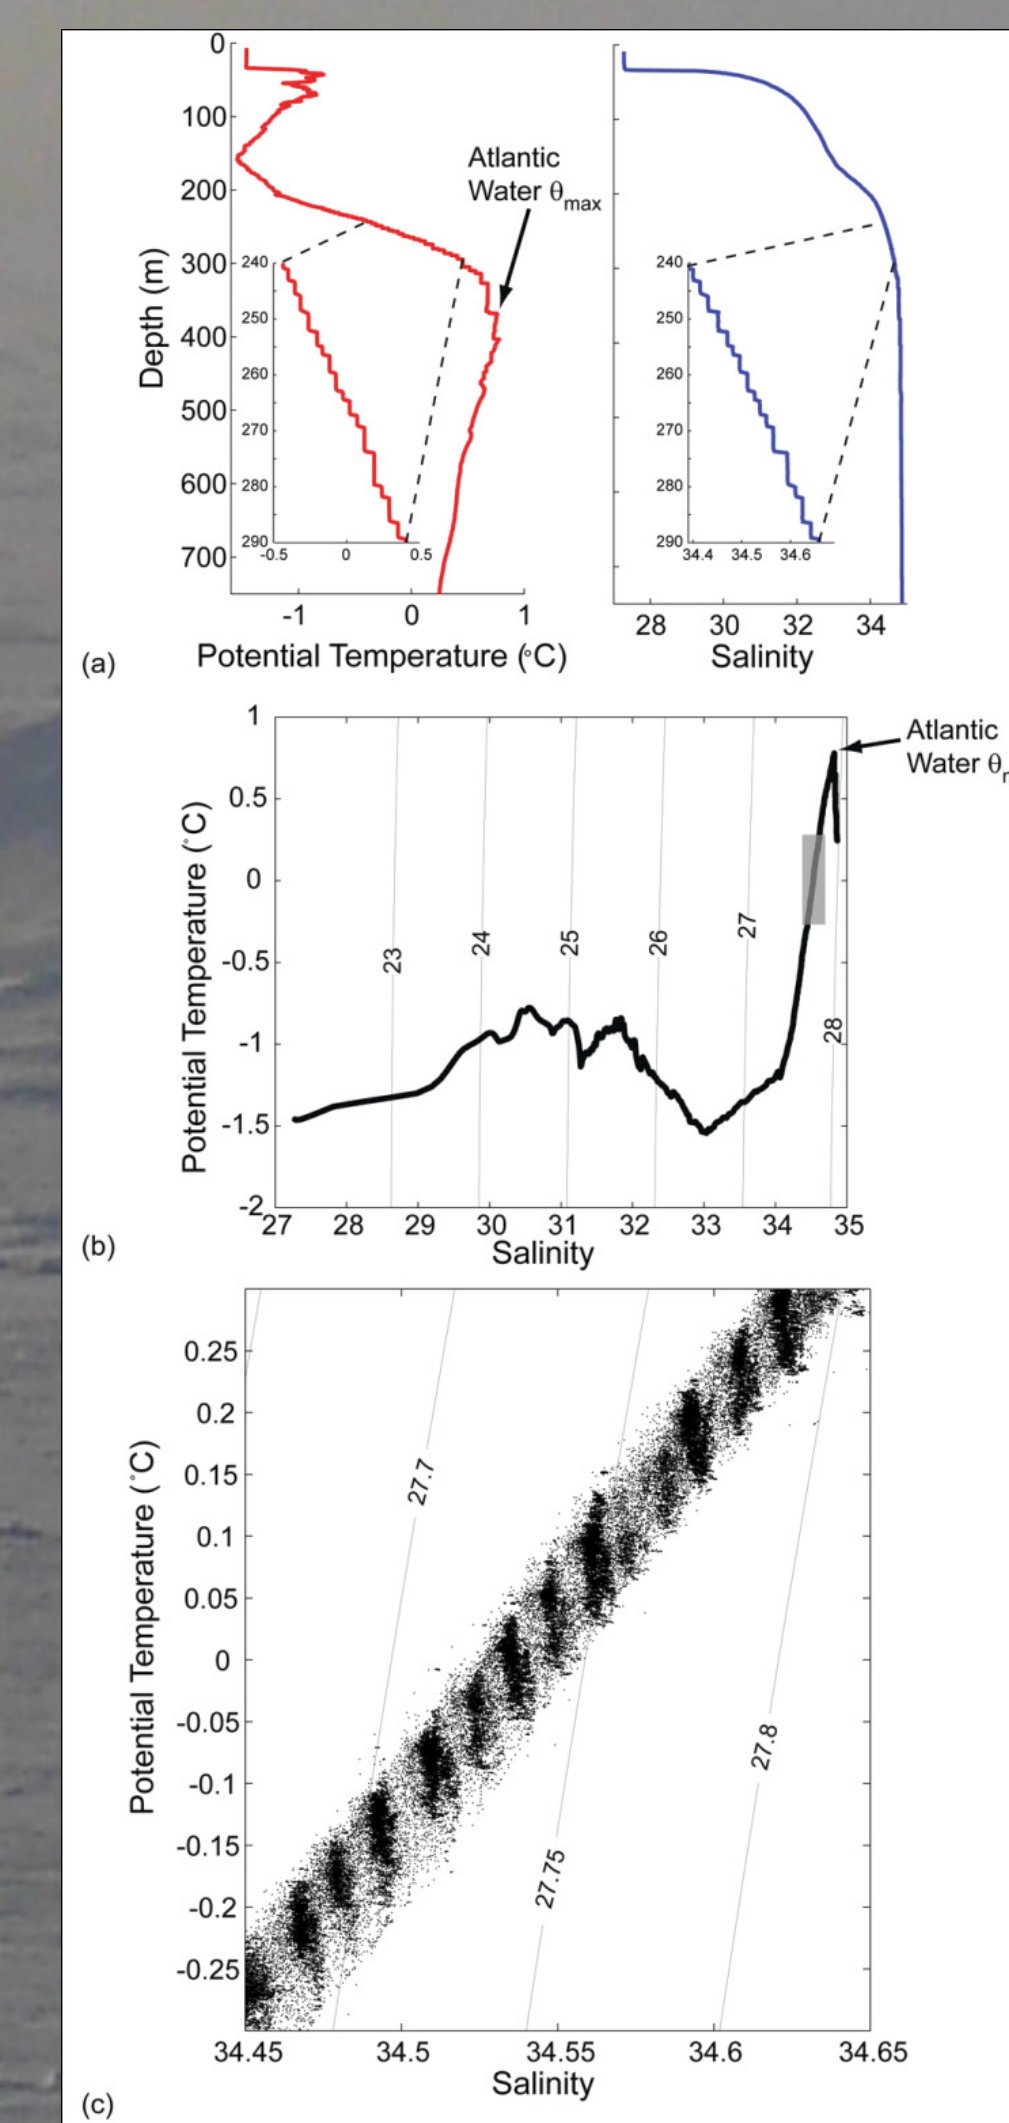 0
100
200
300
400
500
600
700
Depth (m)
Atlantic
Water θmax
240
250
260
270
280
290
-0.5 0 0.5
-1 0 1
Potential Temperature (°C)
240
250
260
270
280
290
34.4 34.5 34.6
28 30 32 34
Salinity
(a)
1
0.5
0
-0.5
-1
-1.5
-2
Potential Temperature (°C)
23
24
25
26
27
28
Atlantic
Water θ
27 28 29 30 31 32 33 34 35
Salinity
(b)
0.25
0.2
0.15
0.1
0.05
0
-0.05
-0.1
-0.15
-0.2
-0.25
Potential Temperature (°C)
27.7
27.75
27.8
34.45 34.5 34.55 34.6 34.65
Salinity
(c)